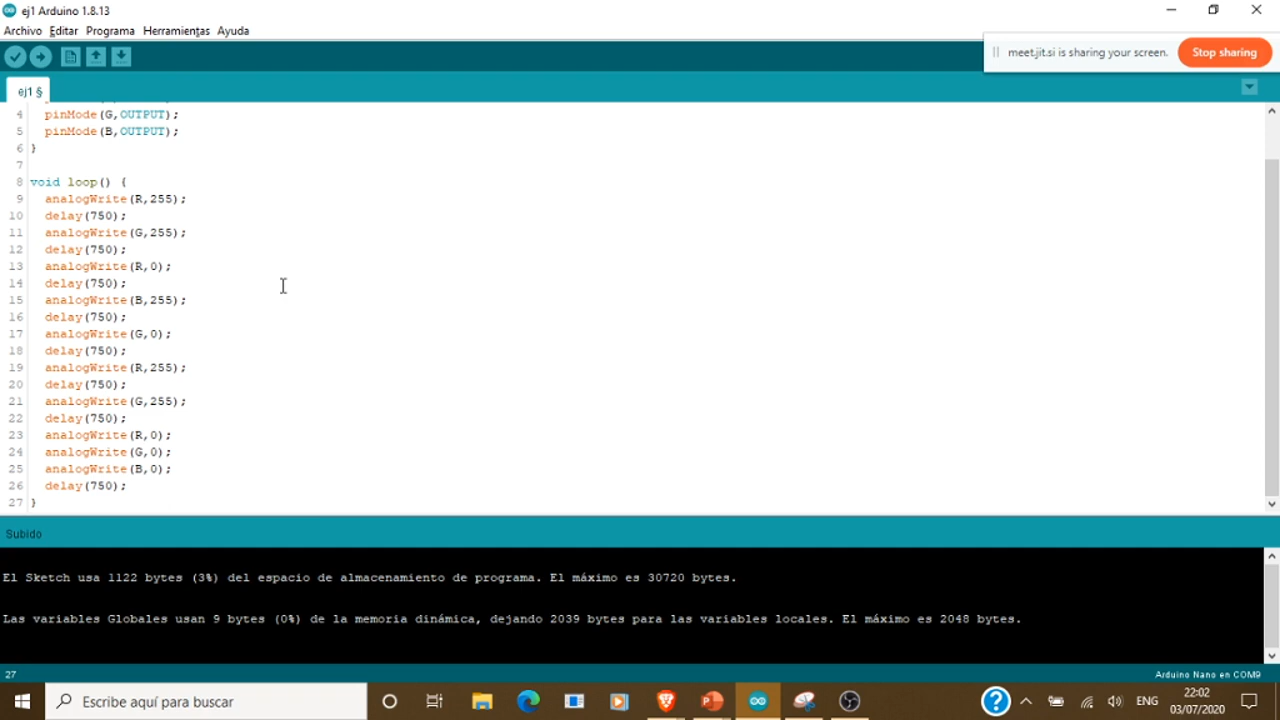 ej1 Arduino 1.8.13
Archivo Editar Programa Herramientas Ayuda
meet.jit.si is sharing your screen. Stop sharing
ej1 §
4 pinMode(G,OUTPUT);
5 pinMode(B,OUTPUT);
6 }
7
8 void loop() {
9 analogWrite(R,255);
10 delay(750);
11 analogWrite(G,255);
12 delay(750);
13 analogWrite(R,0);
14 delay(750);
15 analogWrite(B,255);
16 delay(750);
17 analogWrite(G,0);
18 delay(750);
19 analogWrite(R,255);
20 delay(750);
21 analogWrite(G,255);
22 delay(750);
23 analogWrite(R,0);
24 analogWrite(G,0);
25 analogWrite(B,0);
26 delay(750);
27 }
Subido
El Sketch usa 1122 bytes (3%) del espacio de almacenamiento de programa. El máximo es 30720 bytes.
Las variables Globales usan 9 bytes (0%) de la memoria dinámica, dejando 2039 bytes para las variables locales. El máximo es 2048 bytes.
27 Arduino Nano en COM9
Escribe aquí para buscar
ENG
22:02
03/07/2020